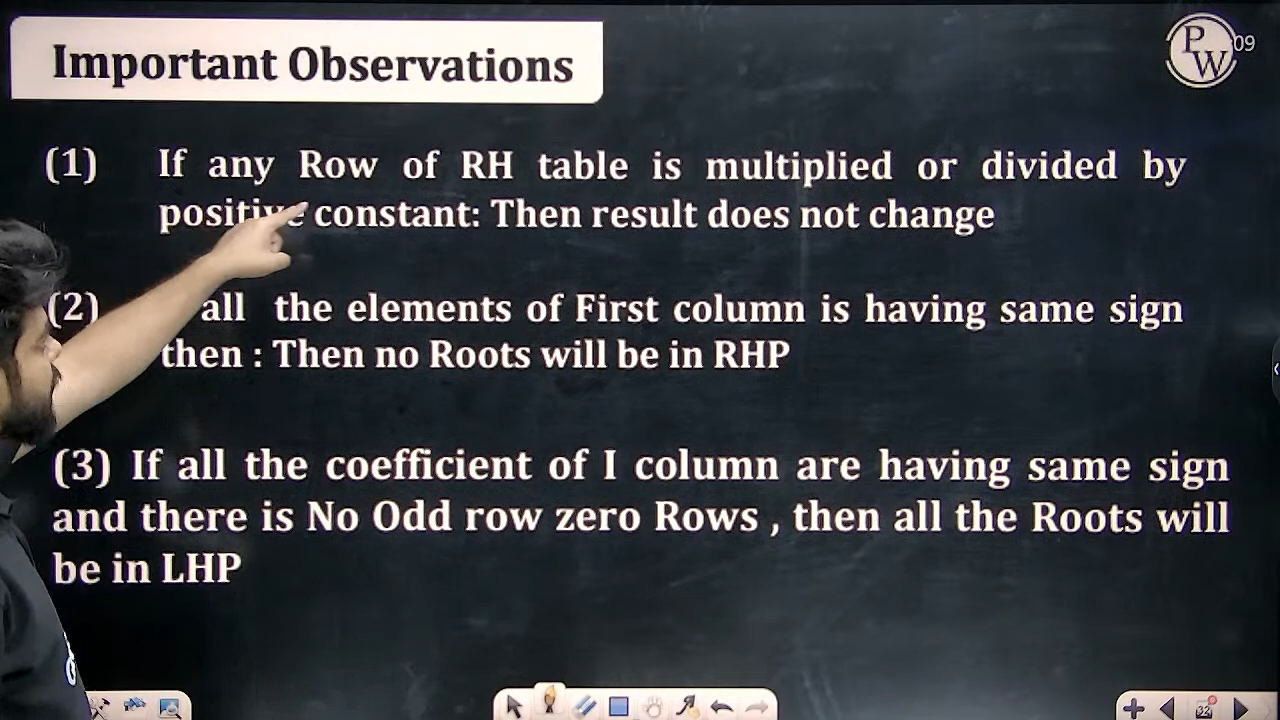 Important Observations
PW
09
(1) If any Row of RH table is multiplied or divided by
positive constant: Then result does not change
(2) all the elements of First column is having same sign
then : Then no Roots will be in RHP
(3) If all the coefficient of I column are having same sign
and there is No Odd row zero Rows , then all the Roots will
be in LHP
32